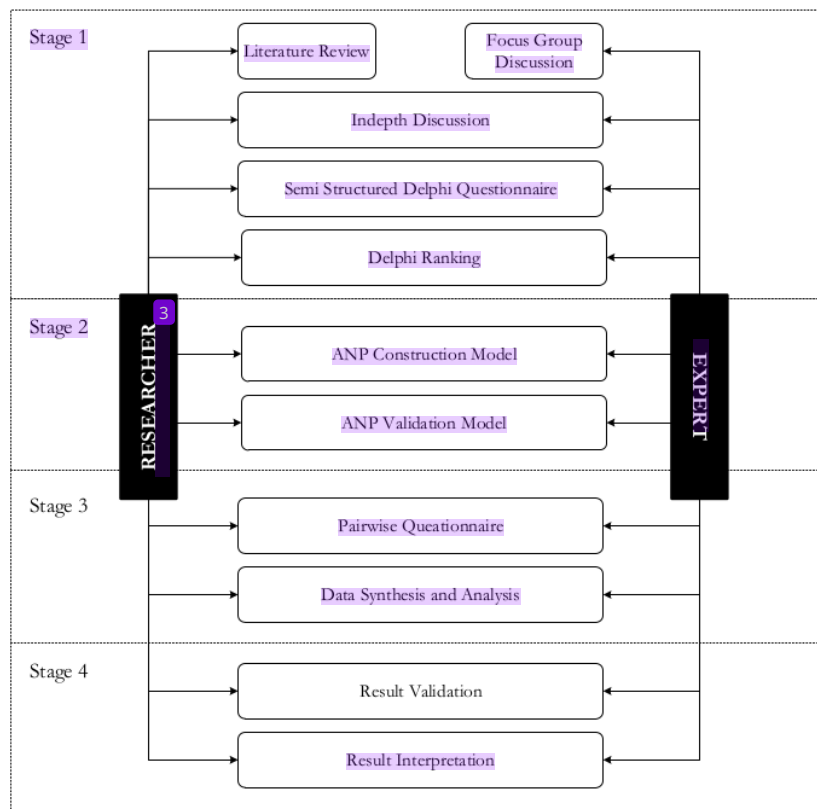 Stage 1
Literature Review
Focus Group
Discussion
Indepth Discussion
Semi Structured Delphi Questionnaire
Delphi Ranking
Stage 2
RESEARCHER
3
EXPERT
ANP Construction Model
ANP Validation Model
Stage 3
Pairwise Queationnaire
Data Synthesis and Analysis
Stage 4
Result Validation
Result Interpretation